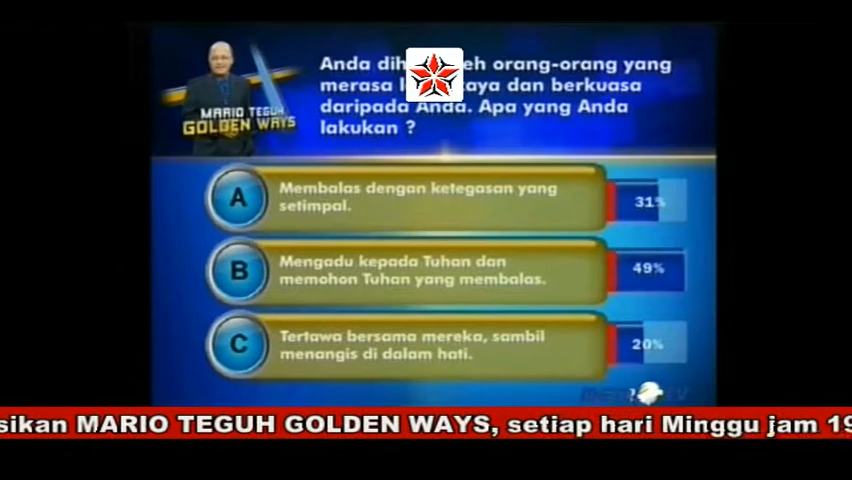 Anda dih eh orang-orang yang
merasa l kaya dan berkuasa
daripada Anda. Apa yang Anda
lakukan ?
MARIO TEGUH
GOLDEN WAYS
A
Membalas dengan ketegasan yang
setimpal.
31%
B
Mengadu kepada Tuhan dan
memohon Tuhan yang membalas.
49%
C
Tertawa bersama mereka, sambil
menangis di dalam hati.
20%
sikan MARIO TEGUH GOLDEN WAYS, setiap hari Minggu jam 19